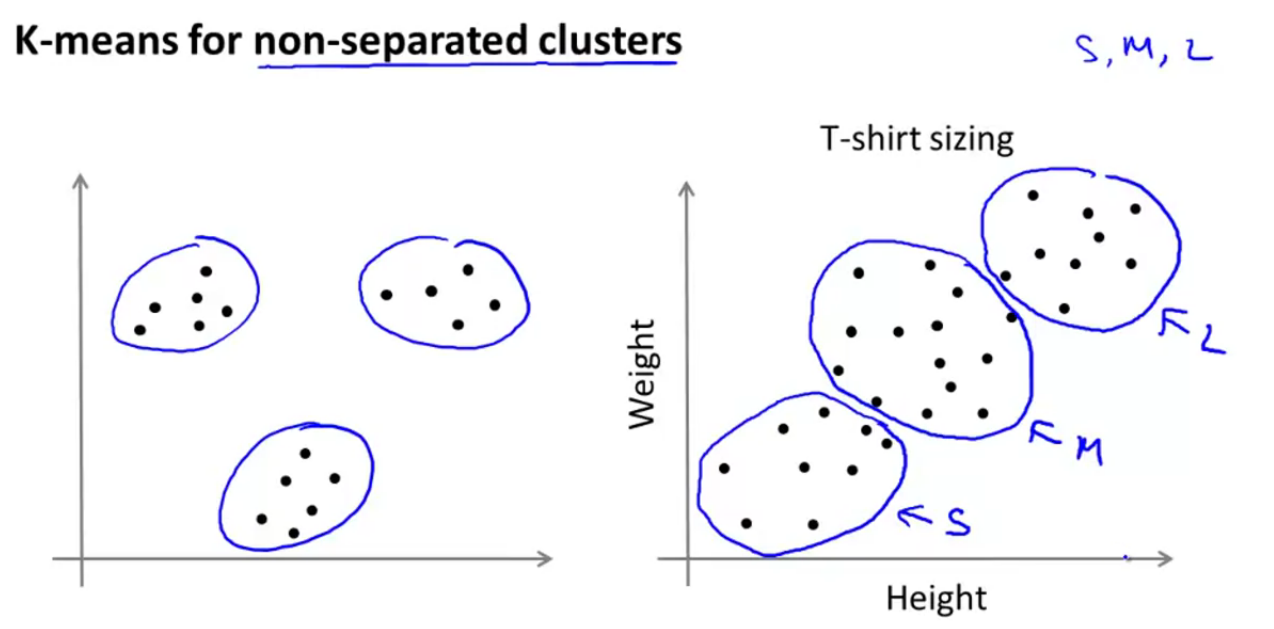 K-means for non-separated clusters
S, M, L
T-shirt sizing
Weight
L
M
S
Height